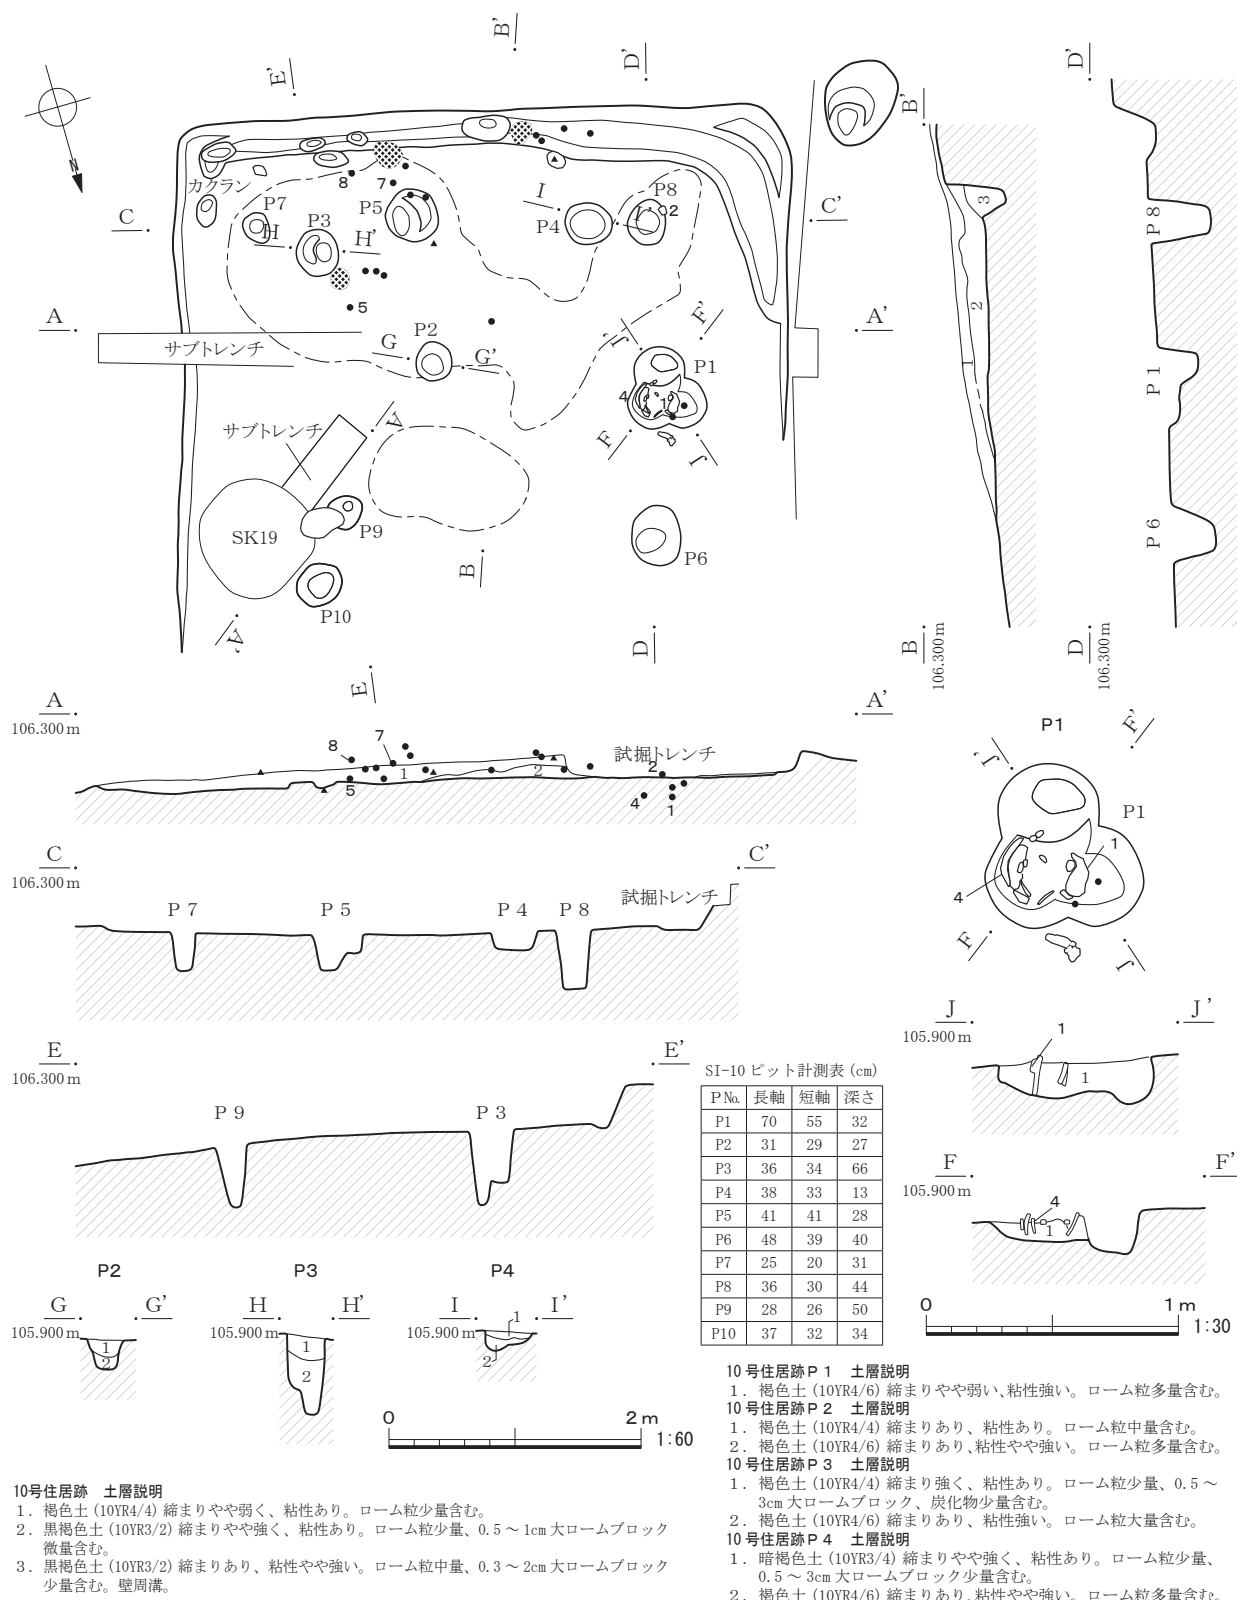 B'
D'
E'
D'
B'
N
カクラン
8
7
I
P8
2
C
P7
P5
P4
I'
C'
H
P3
H'
3
P 8
5
2
A
P2
F'
A'
サブトレンチ
G
G'
J'
P1
1
P 1
4
1
サブトレンチ
A
F
J
SK19
P9
P 6
B
P6
P10
A'
D
B
106.300m
D
106.300m
E
A
106.300m
A'
P1
F'
8
7
試掘トレンチ
J'
1
2
2
5
4
1
P1
1
4
C
106.300m
C'
試掘トレンチ
P 7
P 5
P 4
P 8
F
J
J
105.900m
J'
1
1
E
106.300m
E'
P 9
P 3
SI-10 ピット計測表 (cm)
P№ 長軸 短軸 深さ
P1 70 55 32
P2 31 29 27
P3 36 34 66
P4 38 33 13
P5 41 41 28
P6 48 39 40
P7 25 20 31
P8 36 30 44
P9 28 26 50
P10 37 32 34
F
105.900m
F'
4
1
P2
P3
P4
G
105.900m
G'
1
2
H
105.900m
H'
1
2
I
105.900m
I'
1
2
0 1m
1:30
0 2m
1:60
10号住居跡P1 土層説明
1. 褐色土 (10YR4/6) 締まりやや弱い、粘性強い。ローム粒多量含む。
10号住居跡P2 土層説明
1. 褐色土 (10YR4/4) 締まりあり、粘性あり。ローム粒中量含む。
2. 褐色土 (10YR4/6) 締まりあり、粘性やや強い。ローム粒多量含む。
10号住居跡P3 土層説明
1. 褐色土 (10YR4/4) 締まり強く、粘性あり。ローム粒少量、0.5～
3cm大ロームブロック、炭化物少量含む。
2. 褐色土 (10YR4/6) 締まりあり、粘性強い。ローム粒大量含む。
10号住居跡P4 土層説明
1. 暗褐色土 (10YR3/4) 締まりやや強く、粘性あり。ローム粒少量、
0.5～3cm大ロームブロック少量含む。
2. 褐色土 (10YR4/6) 締まりあり、粘性やや強い。ローム粒多量含む。
10号住居跡 土層説明
1. 褐色土 (10YR4/4) 締まりやや弱く、粘性あり。ローム粒少量含む。
2. 黒褐色土 (10YR3/2) 締まりやや強く、粘性あり。ローム粒少量、0.5～1cm大ロームブロック
微量含む。
3. 黒褐色土 (10YR3/2) 締まりあり、粘性やや強い。ローム粒中量、0.3～2cm大ロームブロック
少量含む。壁周溝。